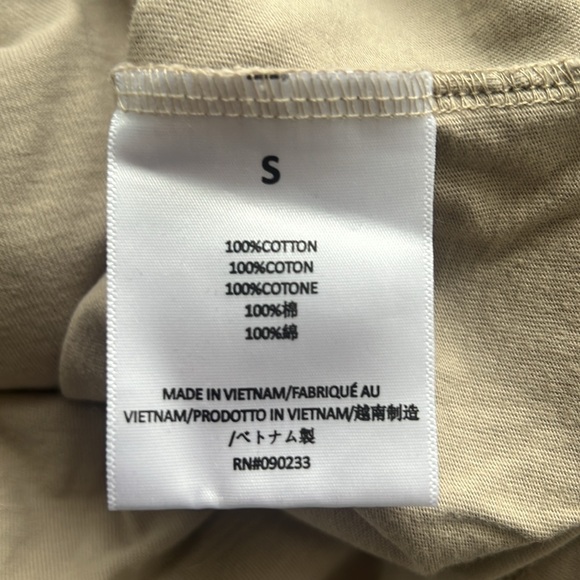 S
100%COTTON
100%COTON
100%COTONE
100%棉
100%綿
MADE IN VIETNAM/FABRIQUÉ AU
VIETNAM/PRODOTTO IN VIETNAM/越南制造
/ベトナム製
RN#090233